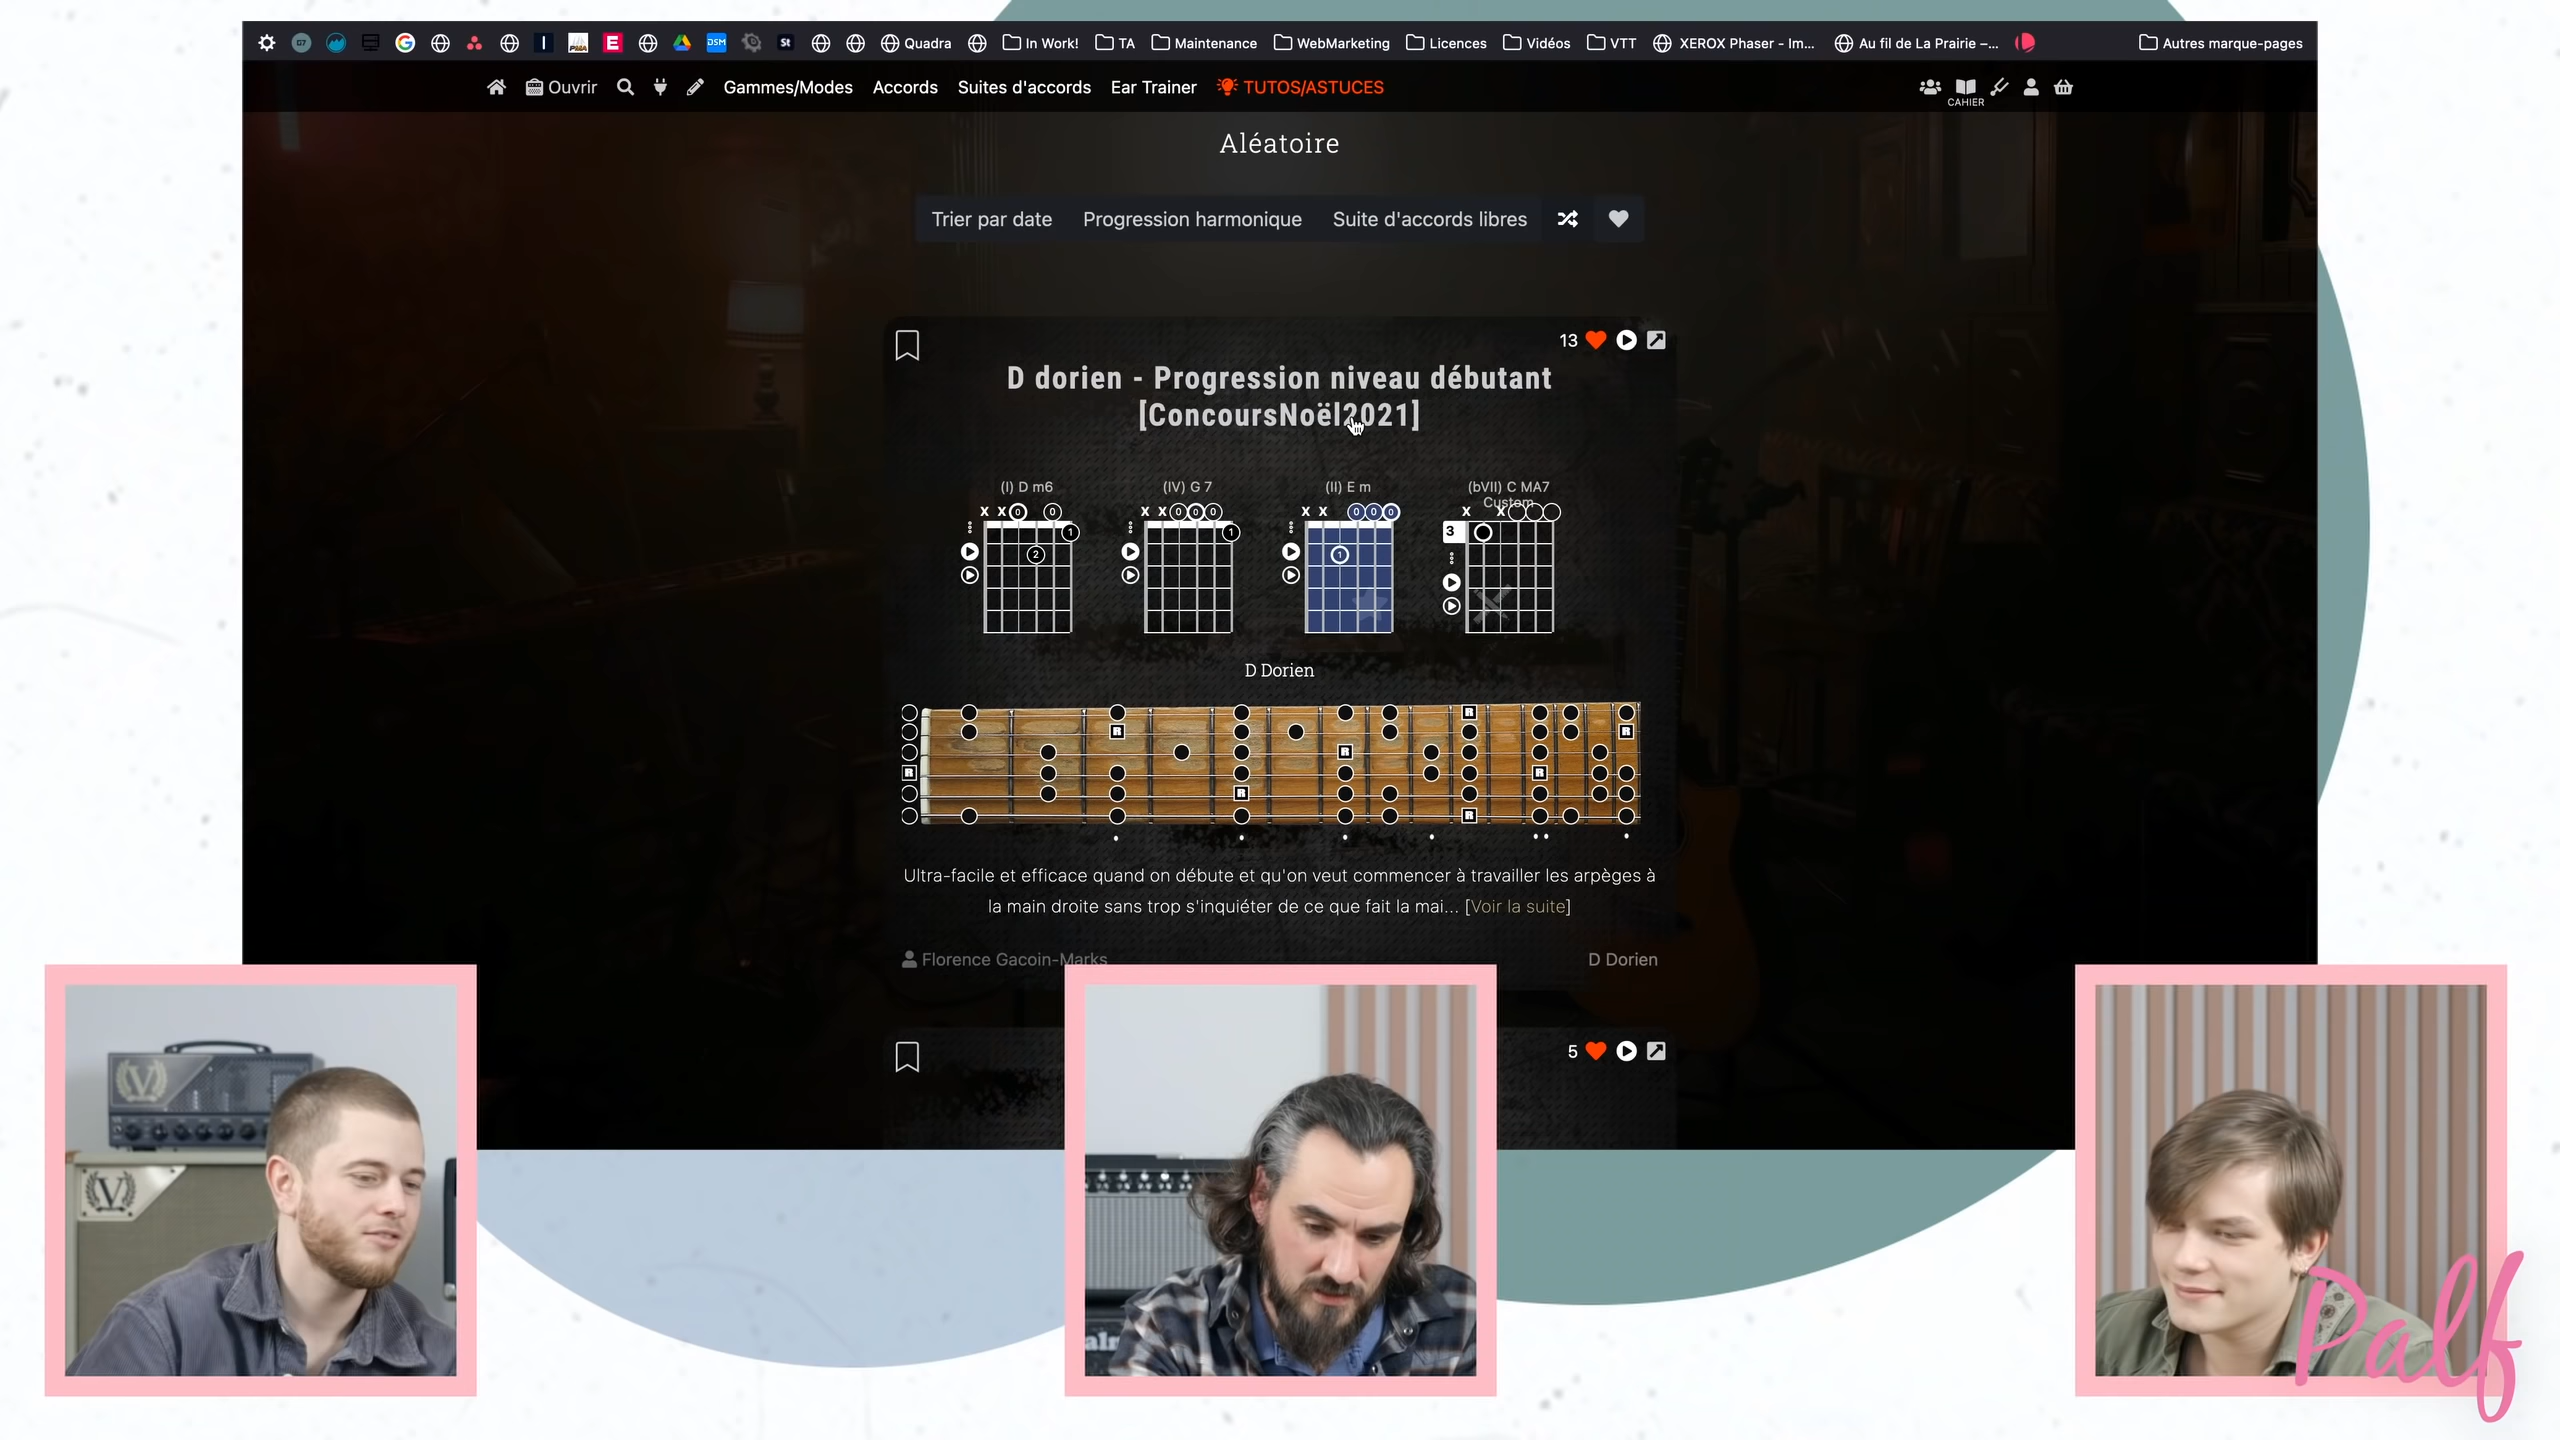 Quadra In Work! TA Maintenance WebMarketing Licences Vidéos VTT XEROX Phaser - Im... Au fil de La Prairie –... Autres marque-pages
Ouvrir Gammes/Modes Accords Suites d'accords Ear Trainer TUTOS/ASTUCES
CAHIER
Aléatoire
Trier par date Progression harmonique Suite d'accords libres
13
D dorien - Progression niveau débutant
[ConcoursNoël2021]
(I) D m6 (IV) G 7 (II) E m (bVII) C MA7
Custom
3
D Dorien
Ultra-facile et efficace quand on débute et qu'on veut commencer à travailler les arpèges à
la main droite sans trop s'inquiéter de ce que fait la mai... [Voir la suite]
Florence Gacoin-Marks D Dorien
5
Palf